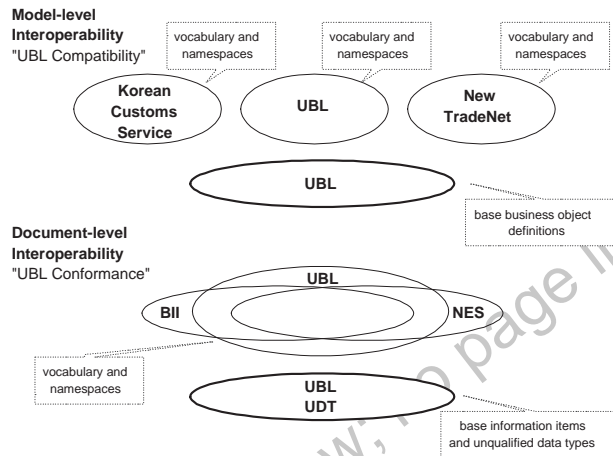 Model-level
Interoperability
"UBL Compatibility"
vocabulary and
namespaces
vocabulary and
namespaces
vocabulary and
namespaces
Korean
Customs
Service
UBL
New
TradeNet
UBL
base business object
definitions
Document-level
Interoperability
"UBL Conformance"
UBL
BII
NES
vocabulary and
namespaces
UBL
UDT
base information items
and unqualified data types
no page